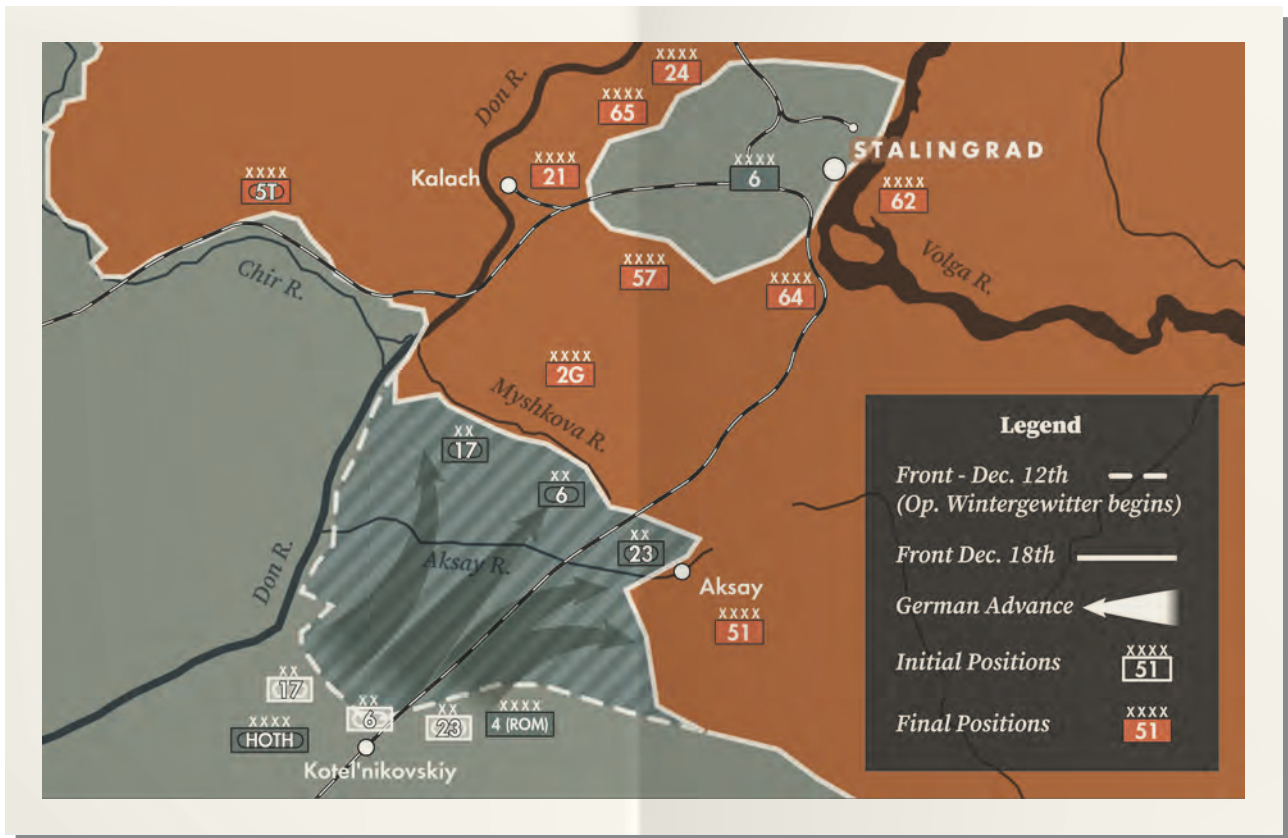 XXXX
24
Don R.
XXXX
65
STALINGRAD
XXXX
21
Kalach
XXXX
6
XXXX
5T
XXXX
62
Chir R.
Volga R.
XXXX
57
XXXX
64
XXXX
2G
Myshkova R.
XX
17
XX
6
XX
23
Don R.
Aksay R.
Aksay
XXXX
51
XX
17
XX
6
XX
23
XXXX
4 (ROM)
XXXX
HOTH
Kotel'nikovskiy
Legend
Front - Dec. 12th
(Op. Wintergewitter begins)
Front Dec. 18th
German Advance
Initial Positions
XXXX
51
Final Positions
XXXX
51